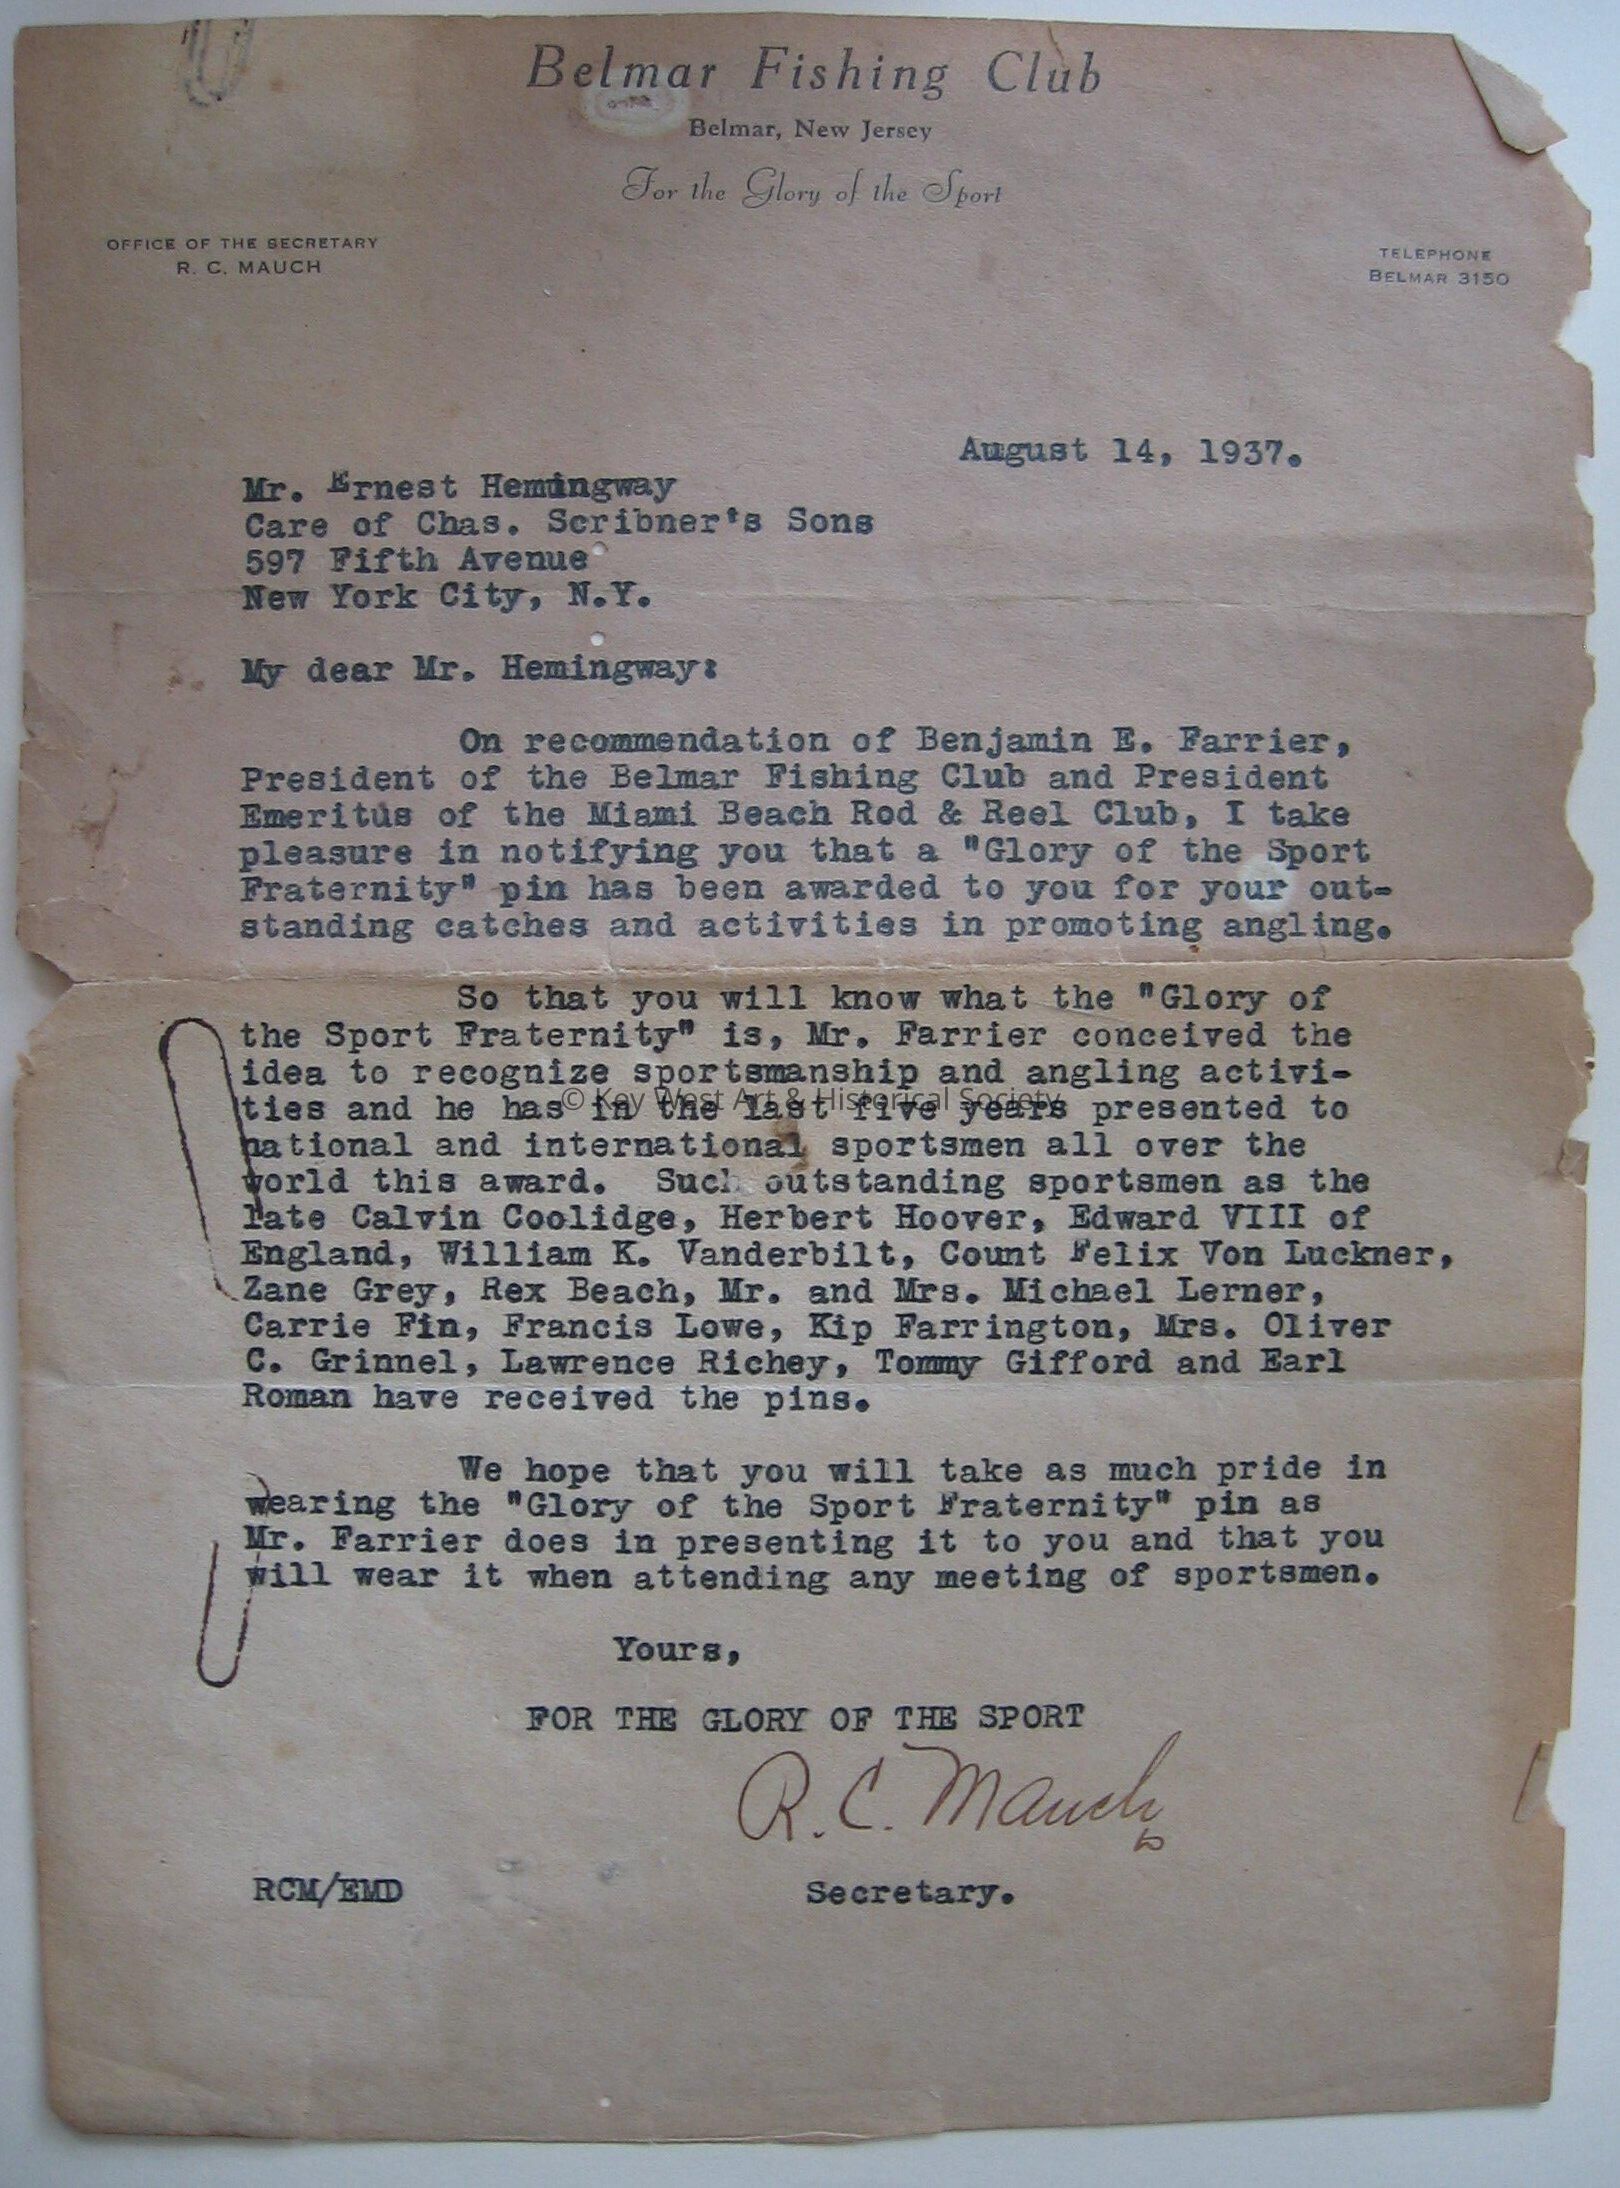 Belmar Fishing Club
Belmar, New Jersey
For the Glory of the Sport
OFFICE OF THE SECRETARY
R. C. MAUCH
TELEPHONE
BELMAR 3150
August 14, 1937.
Mr. Ernest Hemingway
Care of Chas. Scribner's Sons
597 Fifth Avenue
New York City, N.Y.
My dear Mr. Hemingway:
On recommendation of Benjamin E. Farrier,
President of the Belmar Fishing Club and President
Emeritus of the Miami Beach Rod & Reel Club, I take
pleasure in notifying you that a "Glory of the Sport
Fraternity" pin has been awarded to you for your out-
standing catches and activities in promoting angling.
So that you will know what the "Glory of
the Sport Fraternity" is, Mr. Farrier conceived the
idea to recognize sportsmanship and angling activi-
ties and he has in the last five years presented to
© Key West Art & Historical Society
national and international sportsmen all over the
world this award. Such outstanding sportsmen as the
late Calvin Coolidge, Herbert Hoover, Edward VIII of
England, William K. Vanderbilt, Count Felix Von Luckner,
Zane Grey, Rex Beach, Mr. and Mrs. Michael Lerner,
Carrie Fin, Francis Lowe, Kip Farrington, Mrs. Oliver
C. Grinnel, Lawrence Richey, Tommy Gifford and Earl
Roman have received the pins.
We hope that you will take as much pride in
wearing the "Glory of the Sport Fraternity" pin as
Mr. Farrier does in presenting it to you and that you
will wear it when attending any meeting of sportsmen.
Yours,
FOR THE GLORY OF THE SPORT
R. C. Mauch
RCM/EMD
Secretary.